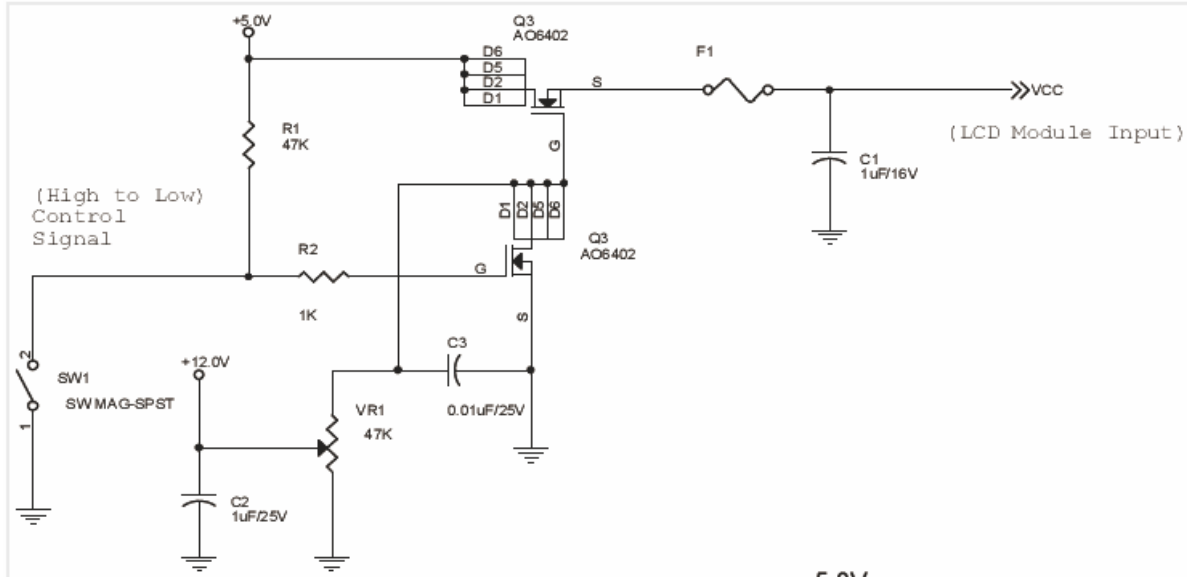 +5.0V
Q3
AO6402
D6
D5
D2
D1
S
F1
VCC
(LCD Module Input)
R1
47K
G
C1
1uF/16V
(High to Low)
Control
Signal
D1
D2
D5
D6
Q3
AO6402
R2
G
1K
S
+12.0V
C3
2
SW1
SW MAG-SPST
1
VR1
47K
0.01uF/25V
C2
1uF/25V